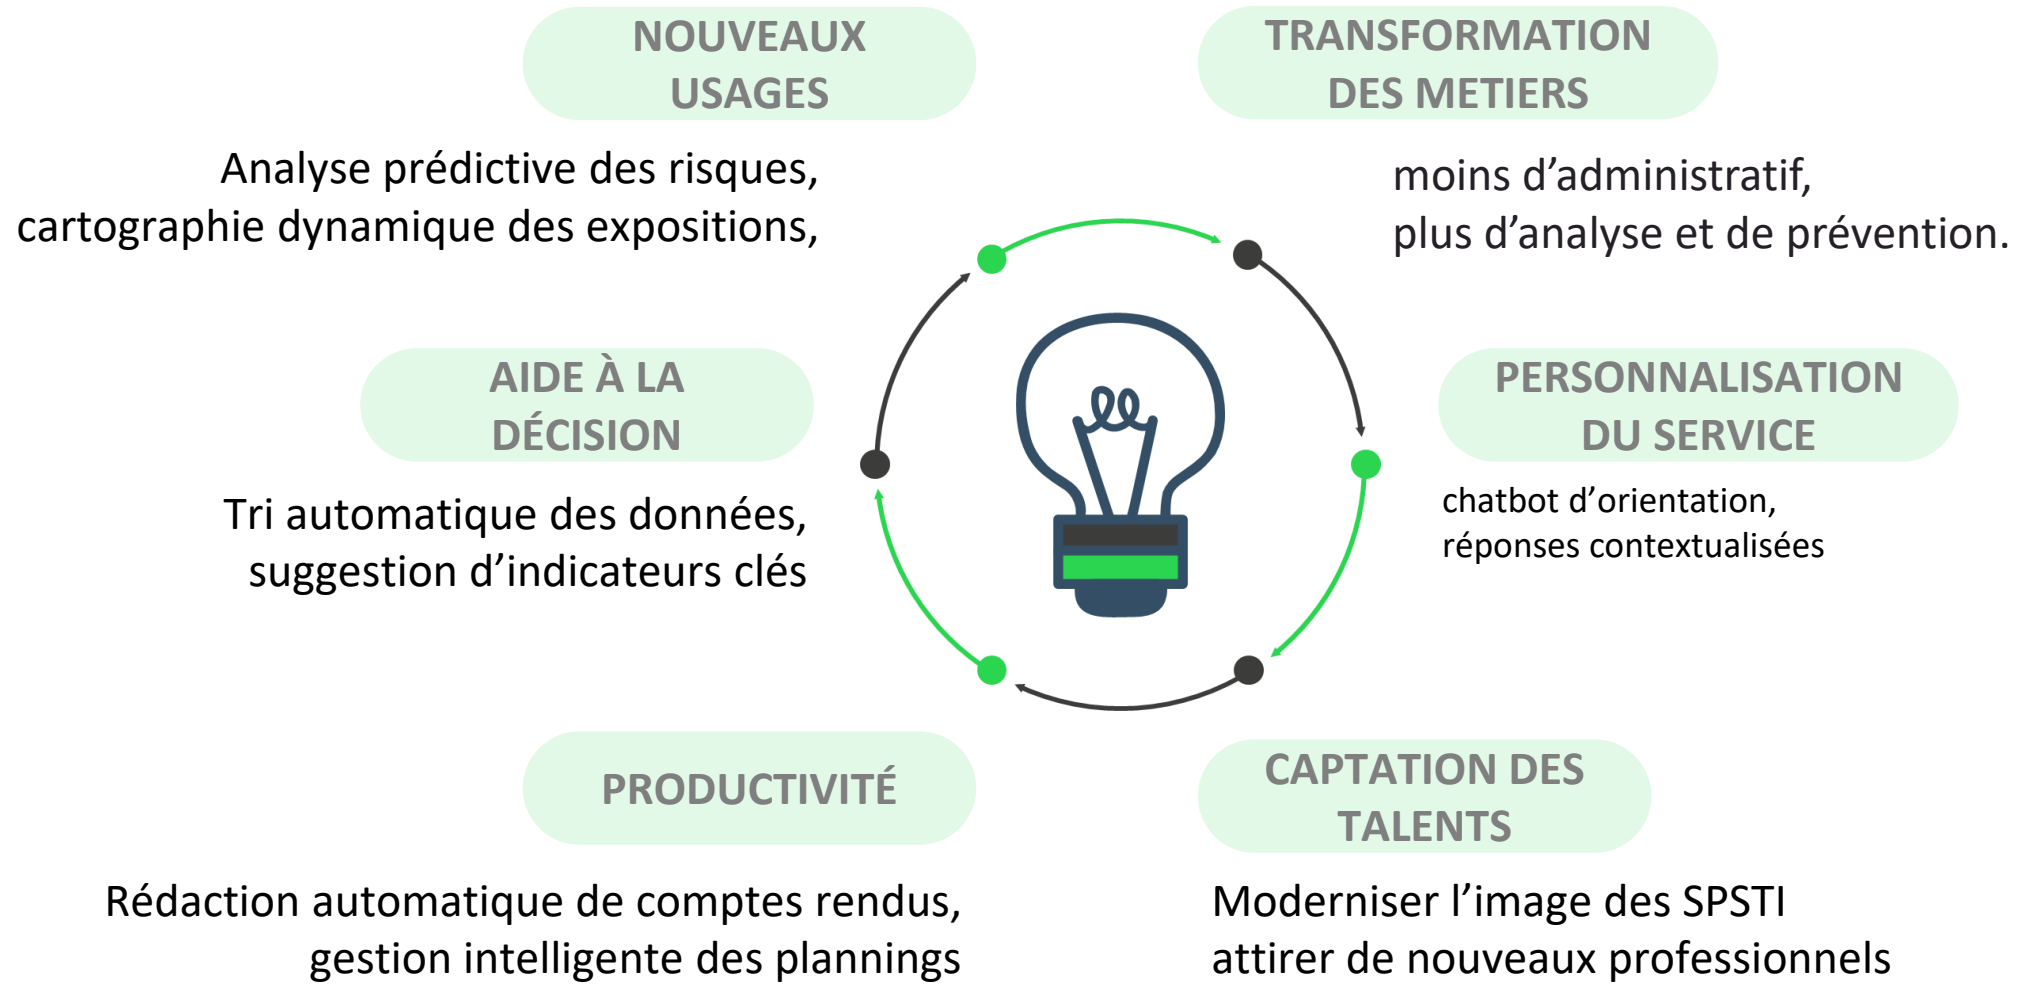 NOUVEAUX
USAGES
Analyse prédictive des risques,
cartographie dynamique des expositions,
TRANSFORMATION
DES METIERS
moins d’administratif,
plus d’analyse et de prévention.
AIDE À LA
DÉCISION
Tri automatique des données,
suggestion d’indicateurs clés
PERSONNALISATION
DU SERVICE
chatbot d’orientation,
réponses contextualisées
PRODUCTIVITÉ
Rédaction automatique de comptes rendus,
gestion intelligente des plannings
CAPTATION DES
TALENTS
Moderniser l’image des SPSTI
attirer de nouveaux professionnels